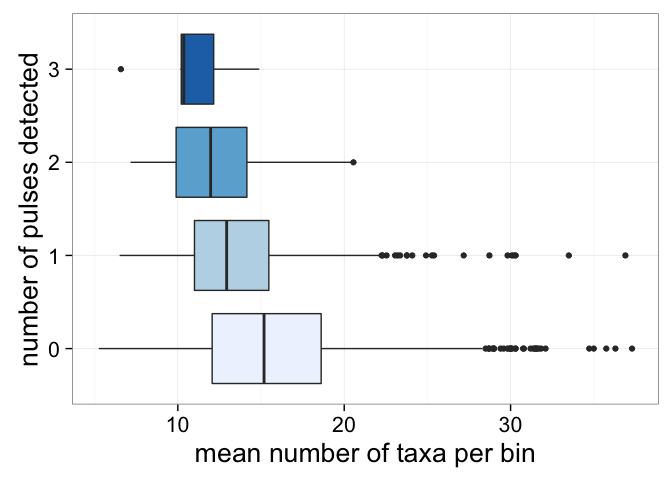 number of pulses detected
3
2
1
0
10 20 30
mean number of taxa per bin